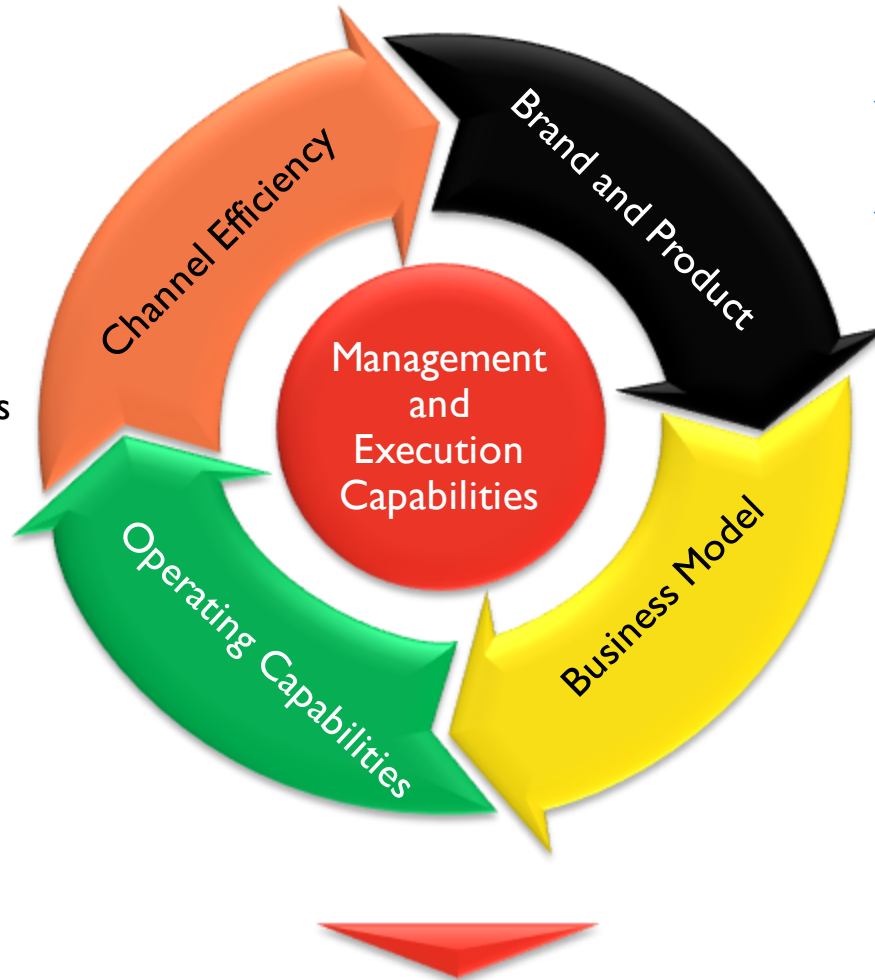 Channel Efficiency
Brand and Product
Management
and
Execution
Capabilities
s
Business Model
Operating Capabilities